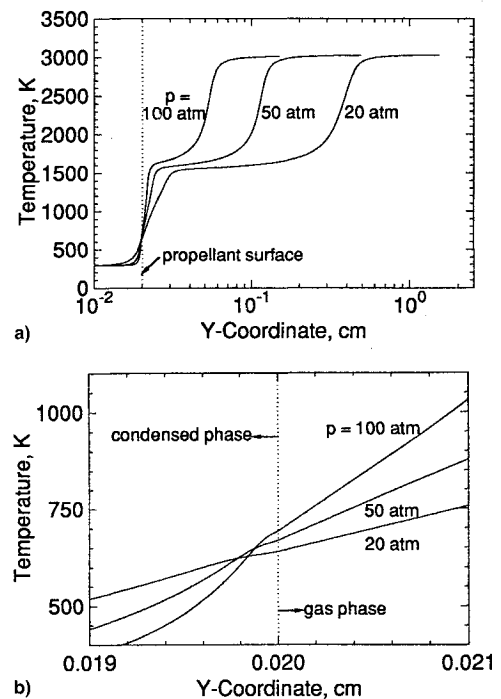 3500
3000
2500
2000
1500
1000
500
0
Temperature, K
p =
100 atm
50 atm
20 atm
propellant surface
10-2
10-1
100
Y-Coordinate, cm
a)
1000
750
500
Temperature, K
condensed phase
p = 100 atm
50 atm
20 atm
gas phase
0.019
0.020
0.021
Y-Coordinate, cm
b)